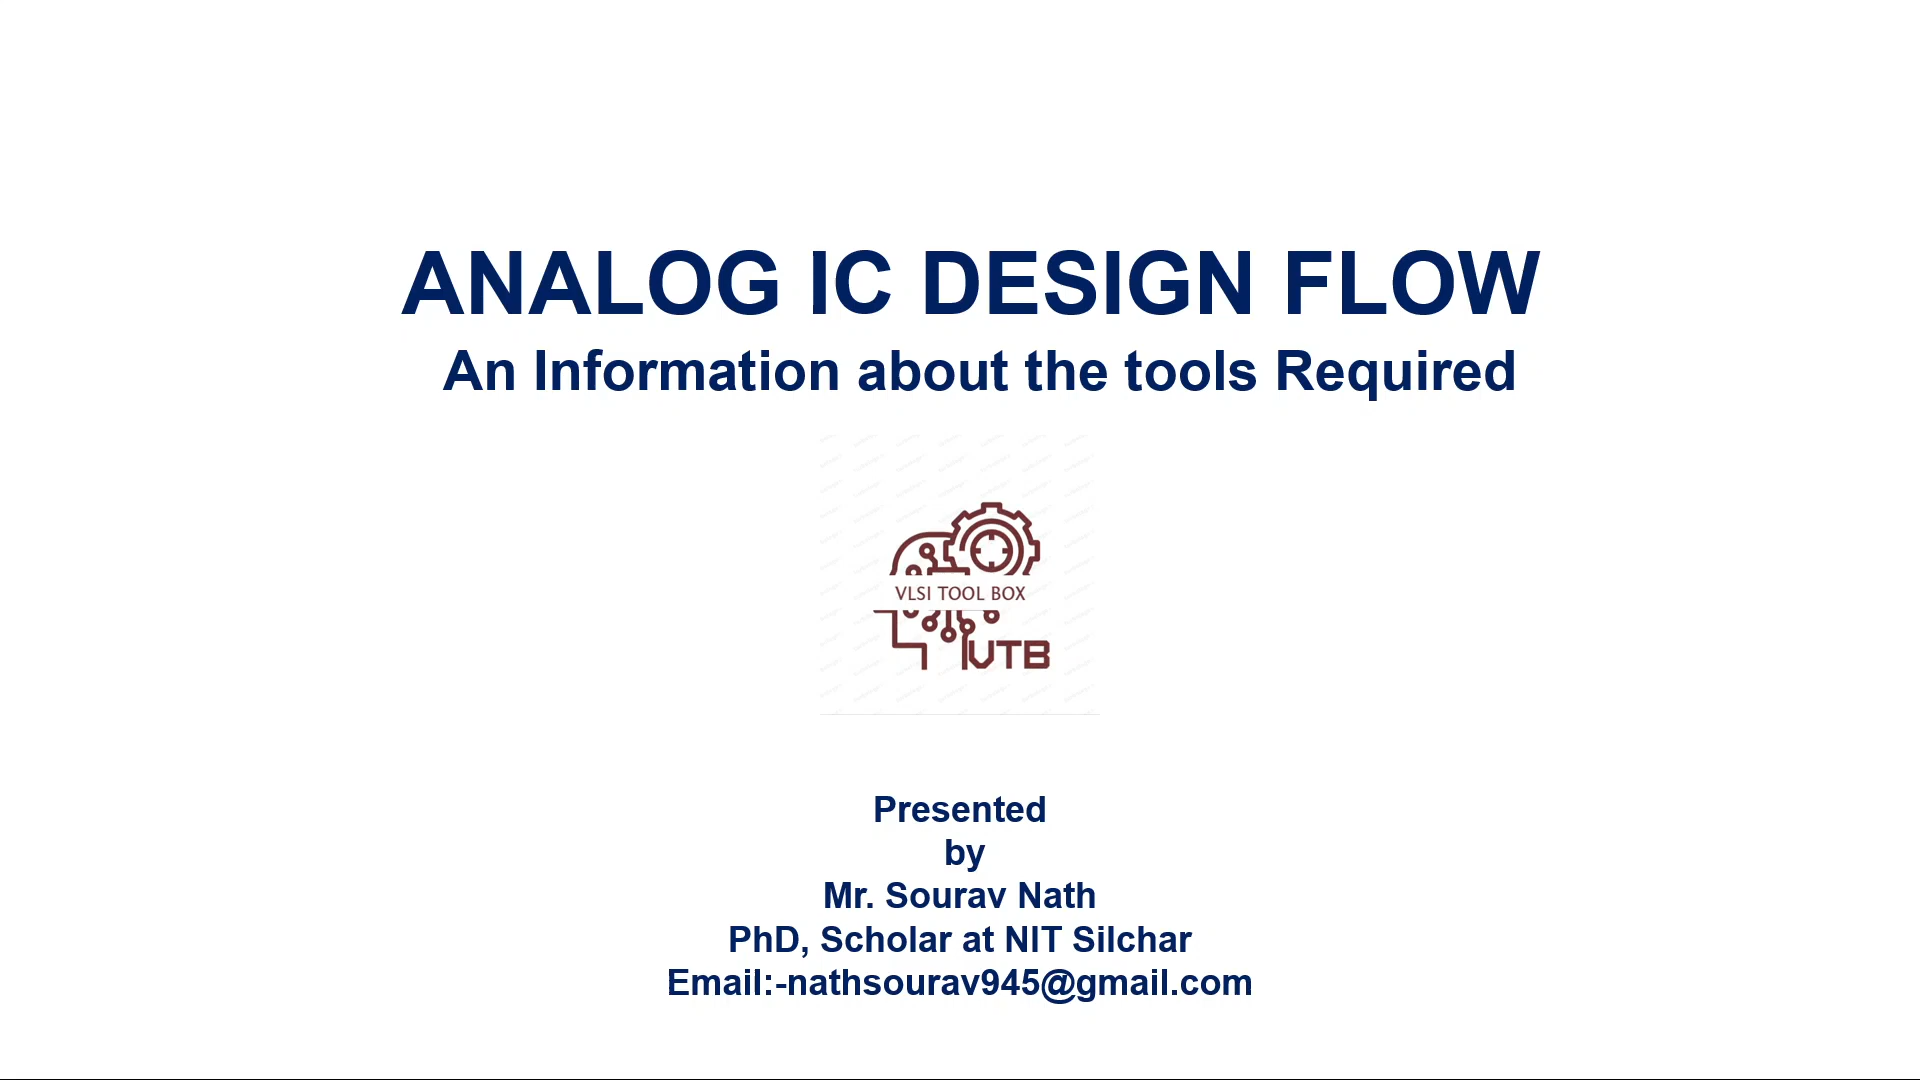 ANALOG IC DESIGN FLOW
An Information about the tools Required
VLSI TOOL BOX
VTB
Presented
by
Mr. Sourav Nath
PhD, Scholar at NIT Silchar
Email:-nathsourav945@gmail.com